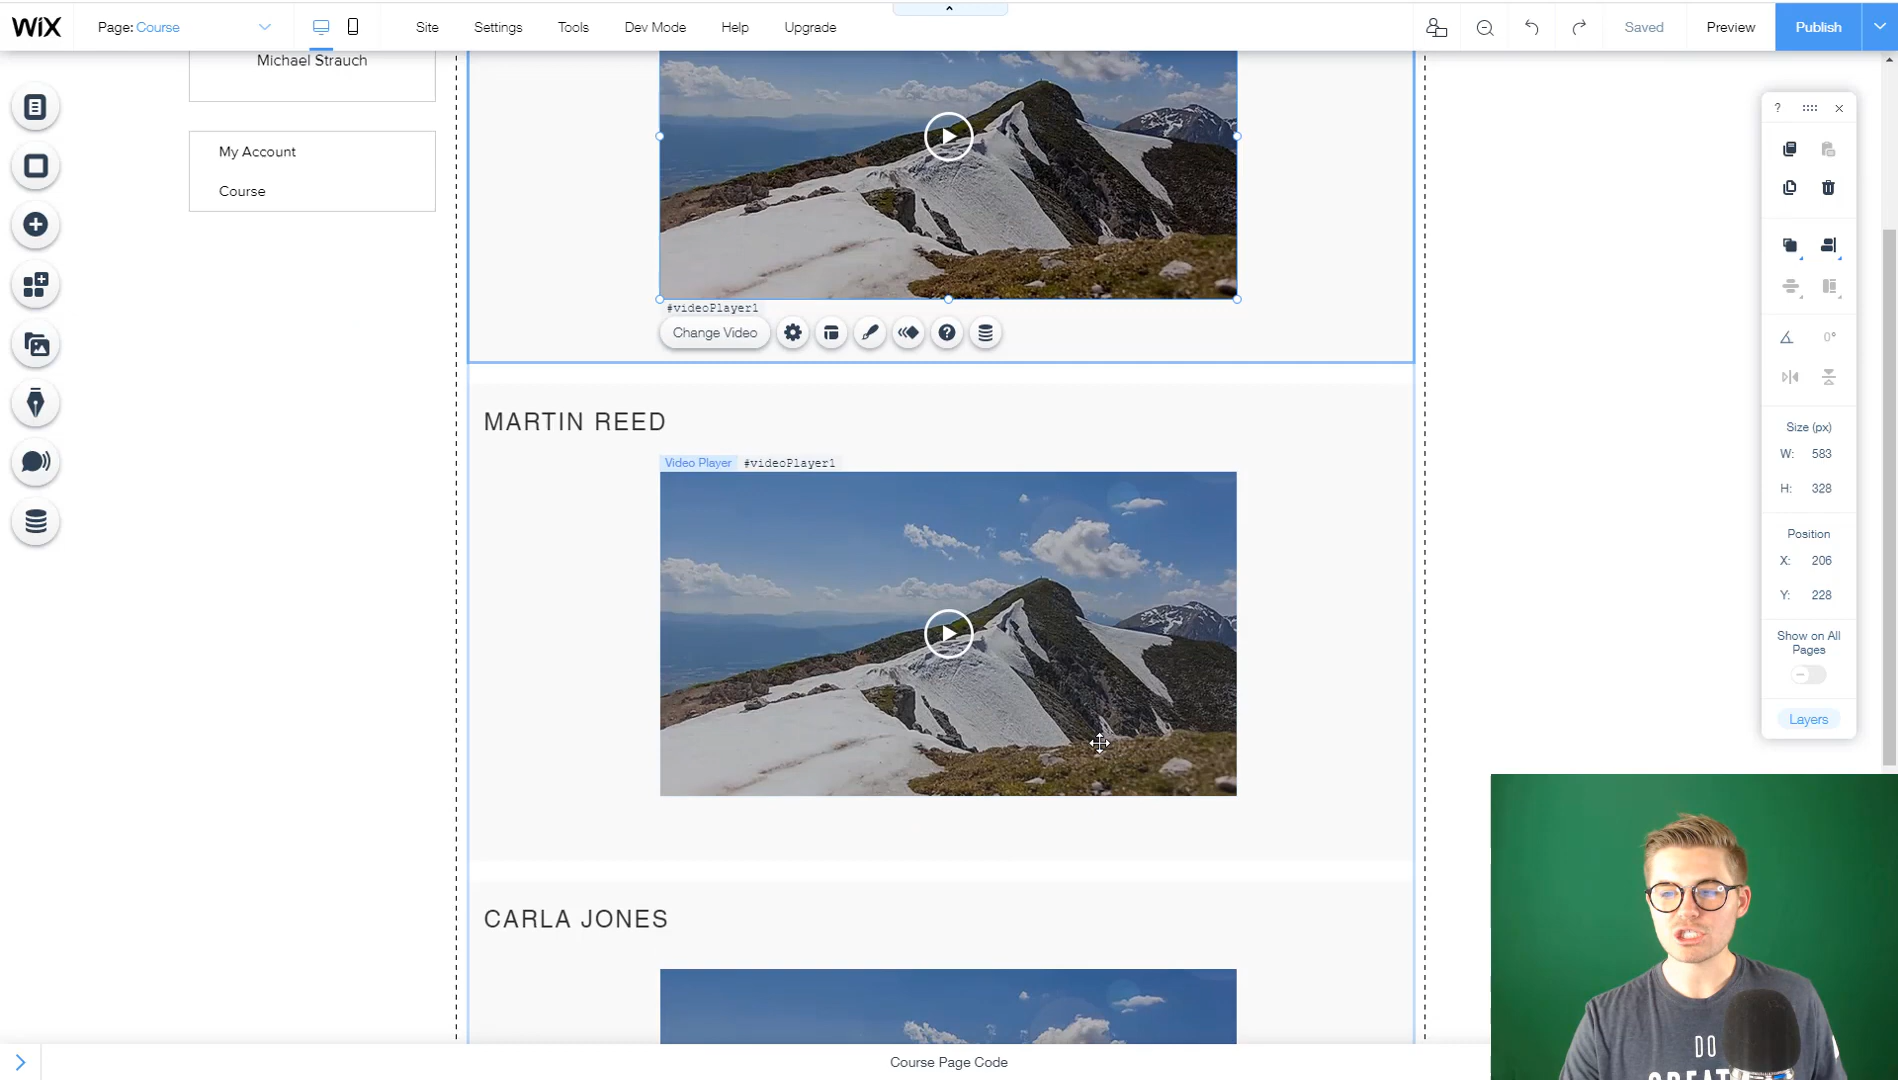 WiX
Page: Course
Site
Settings
Tools
Dev Mode
Help
Upgrade
Saved
Preview
Publish
Michael Strauch
My Account
Course
#videoPlayer1
Change Video
MARTIN REED
Video Player #videoPlayer1
CARLA JONES
Course Page Code
?
0°
Size (px)
W: 583
H: 328
Position
X: 206
Y: 228
Show on All
Pages
Layers
DO